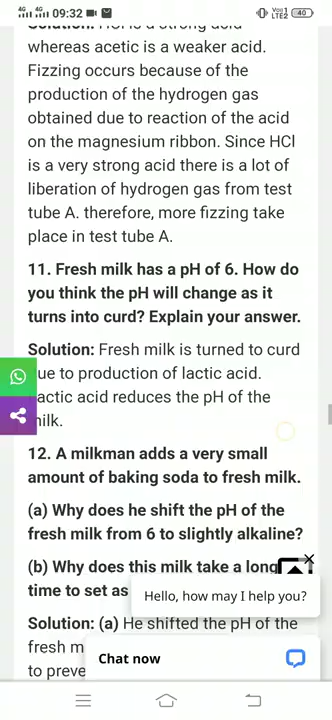 4G 4G 09:32
Vo)) 1 LTE2 40
whereas acetic is a weaker acid.
Fizzing occurs because of the
production of the hydrogen gas
obtained due to reaction of the acid
on the magnesium ribbon. Since HCl
is a very strong acid there is a lot of
liberation of hydrogen gas from test
tube A. therefore, more fizzing take
place in test tube A.
11. Fresh milk has a pH of 6. How do
you think the pH will change as it
turns into curd? Explain your answer.
Solution: Fresh milk is turned to curd
due to production of lactic acid.
Lactic acid reduces the pH of the
milk.
12. A milkman adds a very small
amount of baking soda to fresh milk.
(a) Why does he shift the pH of the
fresh milk from 6 to slightly alkaline?
(b) Why does this milk take a long
time to set as
Hello, how may I help you?
Solution: (a) He shifted the pH of the
fresh m
to preve
Chat now